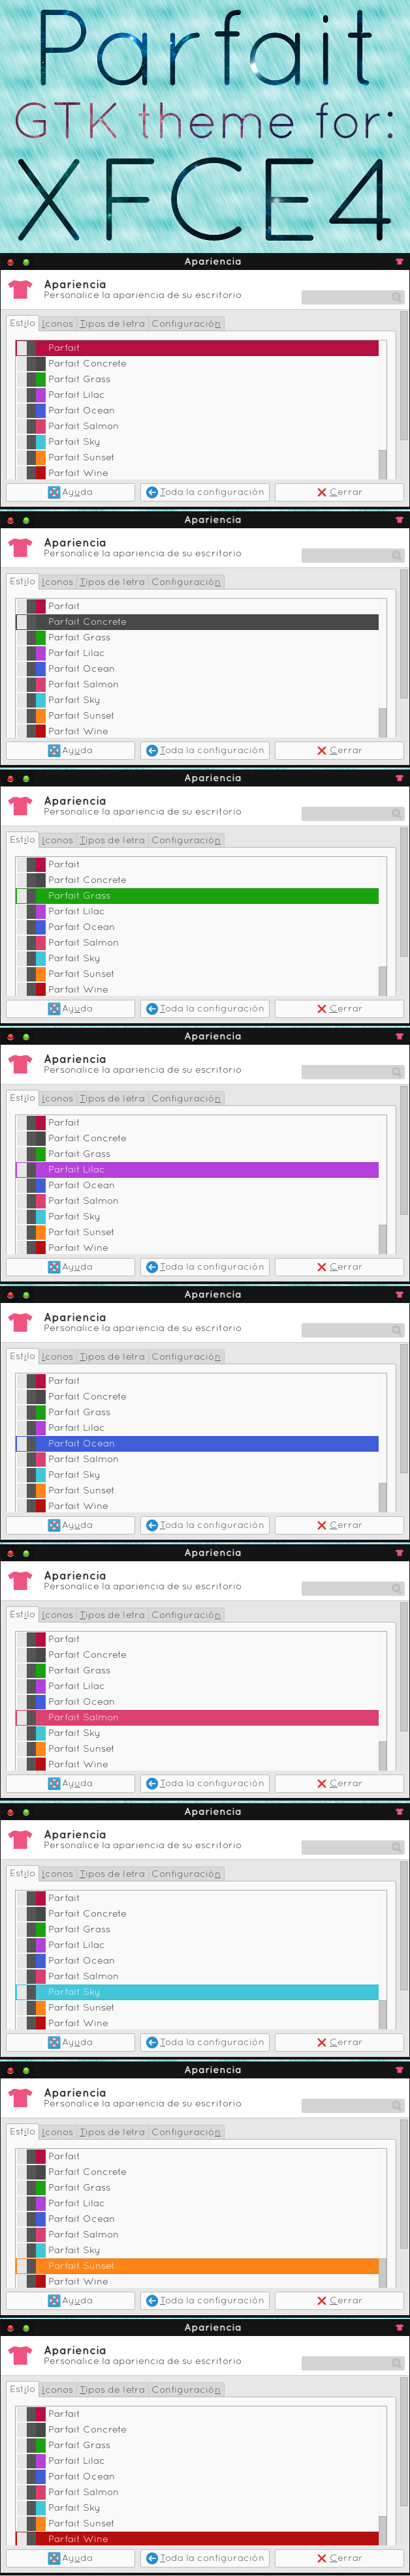 Parfait
GTK theme for:
XFCE4
Apariencia
Apariencia
Personalice la apariencia de su escritorio
Estilo Iconos Tipos de letra Configuración
Parfait
Parfait Concrete
Parfait Grass
Parfait Lilac
Parfait Ocean
Parfait Salmon
Parfait Sky
Parfait Sunset
Parfait Wine
Ayuda Toda la configuración Cerrar
Apariencia
Apariencia
Personalice la apariencia de su escritorio
Estilo Iconos Tipos de letra Configuración
Parfait
Parfait Concrete
Parfait Grass
Parfait Lilac
Parfait Ocean
Parfait Salmon
Parfait Sky
Parfait Sunset
Parfait Wine
Ayuda Toda la configuración Cerrar
Apariencia
Apariencia
Personalice la apariencia de su escritorio
Estilo Iconos Tipos de letra Configuración
Parfait
Parfait Concrete
Parfait Grass
Parfait Lilac
Parfait Ocean
Parfait Salmon
Parfait Sky
Parfait Sunset
Parfait Wine
Ayuda Toda la configuración Cerrar
Apariencia
Apariencia
Personalice la apariencia de su escritorio
Estilo Iconos Tipos de letra Configuración
Parfait
Parfait Concrete
Parfait Grass
Parfait Lilac
Parfait Ocean
Parfait Salmon
Parfait Sky
Parfait Sunset
Parfait Wine
Ayuda Toda la configuración Cerrar
Apariencia
Apariencia
Personalice la apariencia de su escritorio
Estilo Iconos Tipos de letra Configuración
Parfait
Parfait Concrete
Parfait Grass
Parfait Lilac
Parfait Ocean
Parfait Salmon
Parfait Sky
Parfait Sunset
Parfait Wine
Ayuda Toda la configuración Cerrar
Apariencia
Apariencia
Personalice la apariencia de su escritorio
Estilo Iconos Tipos de letra Configuración
Parfait
Parfait Concrete
Parfait Grass
Parfait Lilac
Parfait Ocean
Parfait Salmon
Parfait Sky
Parfait Sunset
Parfait Wine
Ayuda Toda la configuración Cerrar
Apariencia
Apariencia
Personalice la apariencia de su escritorio
Estilo Iconos Tipos de letra Configuración
Parfait
Parfait Concrete
Parfait Grass
Parfait Lilac
Parfait Ocean
Parfait Salmon
Parfait Sky
Parfait Sunset
Parfait Wine
Ayuda Toda la configuración Cerrar
Apariencia
Apariencia
Personalice la apariencia de su escritorio
Estilo Iconos Tipos de letra Configuración
Parfait
Parfait Concrete
Parfait Grass
Parfait Lilac
Parfait Ocean
Parfait Salmon
Parfait Sky
Parfait Sunset
Parfait Wine
Ayuda Toda la configuración Cerrar
Apariencia
Apariencia
Personalice la apariencia de su escritorio
Estilo Iconos Tipos de letra Configuración
Parfait
Parfait Concrete
Parfait Grass
Parfait Lilac
Parfait Ocean
Parfait Salmon
Parfait Sky
Parfait Sunset
Parfait Wine
Ayuda Toda la configuración Cerrar